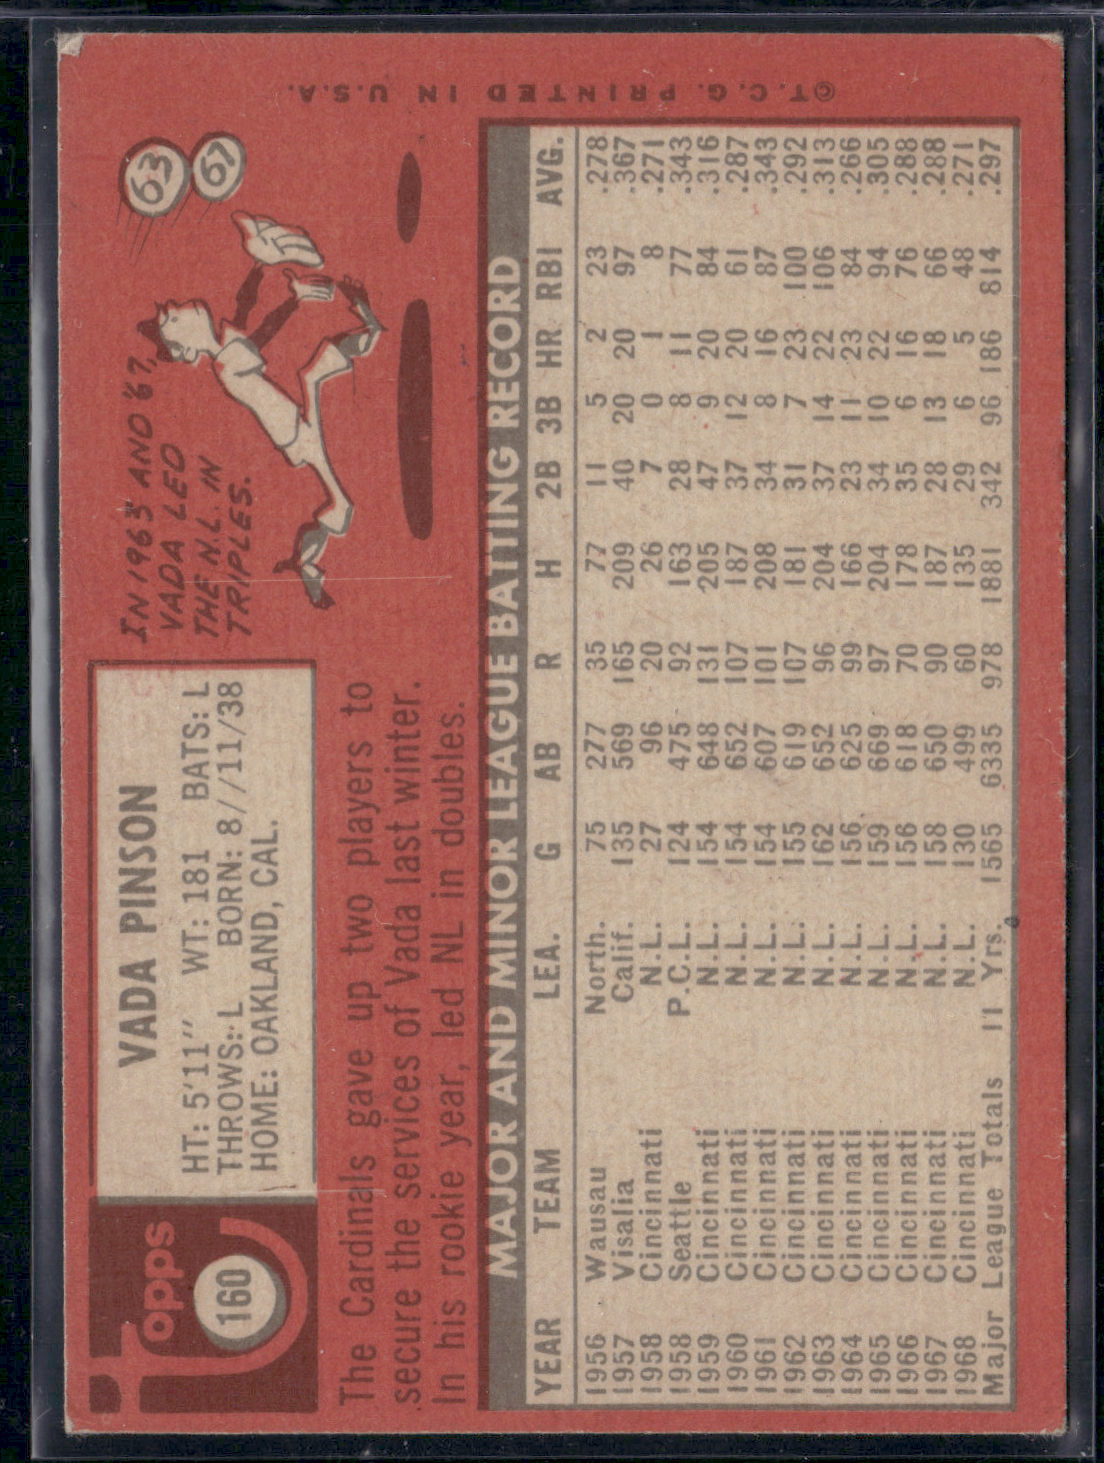 Topps
160
VADA PINSON
HT: 5'11" WT: 181 BATS: L
THROWS: L BORN: 8/11/38
HOME: OAKLAND, CAL.
IN 1963 AND '67,
VADA LEO
THE N.L. IN
TRIPLES.
63
67
The Cardinals gave up two players to
secure the services of Vada last winter.
In his rookie year, led NL in doubles.
MAJOR AND MINOR LEAGUE BATTING RECORD
YEAR TEAM LEA. G AB R H 2B 3B HR RBI AVG.
1956 Wausau North. 75 277 35 77 11 5 2 23 .278
1957 Visalia Calif. 135 569 165 209 40 20 20 97 .367
1958 Cincinnati N.L. 27 96 20 26 7 0 1 8 .271
1958 Seattle P.C.L. 124 475 92 163 28 8 11 77 .343
1959 Cincinnati N.L. 154 648 131 205 47 9 20 84 .316
1960 Cincinnati N.L. 154 652 107 187 37 12 20 61 .287
1961 Cincinnati N.L. 154 607 101 208 34 8 16 87 .343
1962 Cincinnati N.L. 155 619 107 181 31 7 23 100 .292
1963 Cincinnati N.L. 162 652 96 204 37 14 22 106 .313
1964 Cincinnati N.L. 156 625 99 166 23 11 23 84 .266
1965 Cincinnati N.L. 159 669 97 204 34 10 22 94 .305
1966 Cincinnati N.L. 156 618 70 178 35 6 16 76 .288
1967 Cincinnati N.L. 158 650 90 187 28 13 18 66 .288
1968 Cincinnati N.L. 130 499 60 135 29 6 5 48 .271
Major League Totals 11 Yrs. 1565 6335 978 1881 342 96 186 814 .297
©T.C.G. PRINTED IN U.S.A.